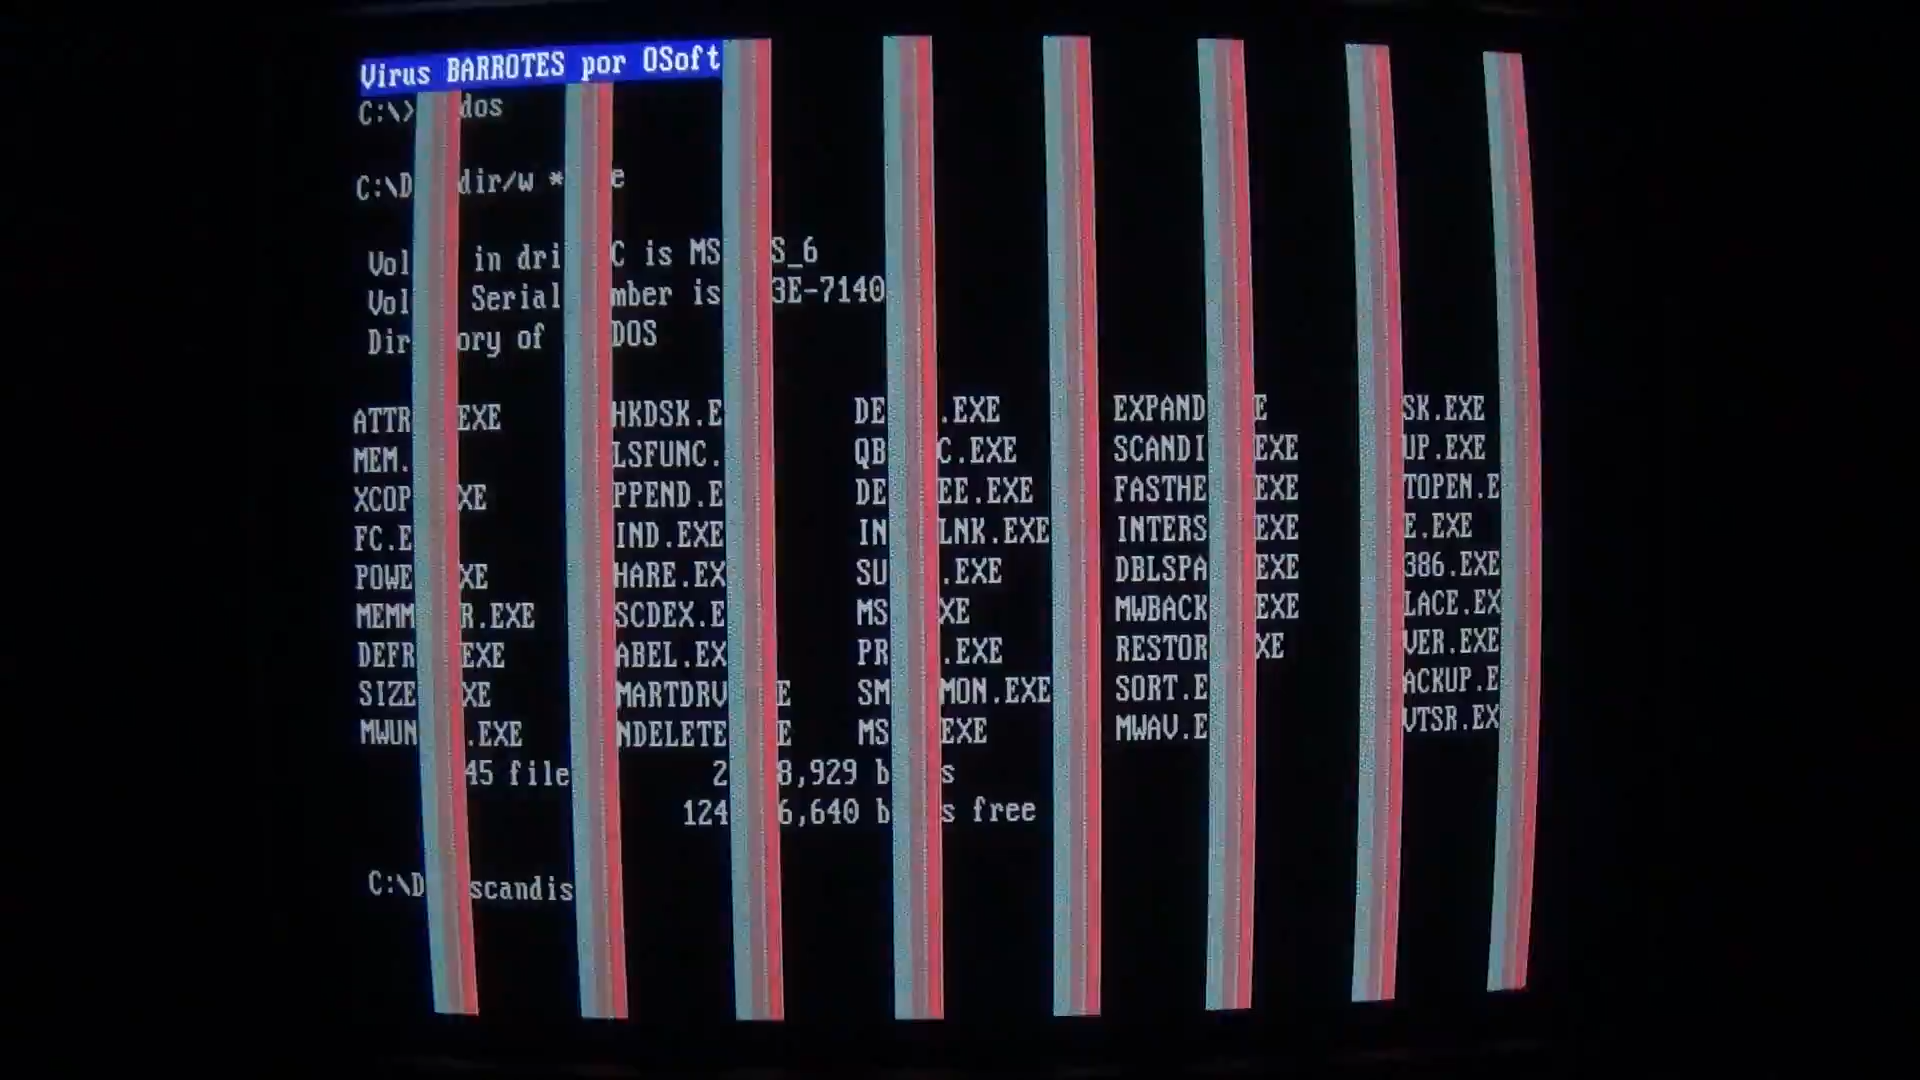 Virus BARROTES por OSoft
C:\> dos
C:\D dir/w * e
Vol in dri C is MS S_6
Vol Serial mber is 3E-7140
Dir ory of DOS
ATTR EXE HKDSK.E DE .EXE EXPAND E SK.EXE
MEM. LSFUNC. QB C.EXE SCANDI EXE UP.EXE
XCOP XE PPEND.E DE EE.EXE FASTHE EXE TOPEN.E
FC.E IND.EXE IN LNK.EXE INTERS EXE E.EXE
POWE XE HARE.EX SU .EXE DBLSPA EXE 386.EXE
MEMM R.EXE SCDEX.E MS XE MWBACK EXE LACE.EX
DEFR EXE ABEL.EX PR .EXE RESTOR XE VER.EXE
SIZE XE MARTDRV E SM MON.EXE SORT.E ACKUP.E
MWUN .EXE NDELETE E MS EXE MWAV.E VTSR.EX
45 file 2 8,929 b s
124 6,640 b s free
C:\D scandis